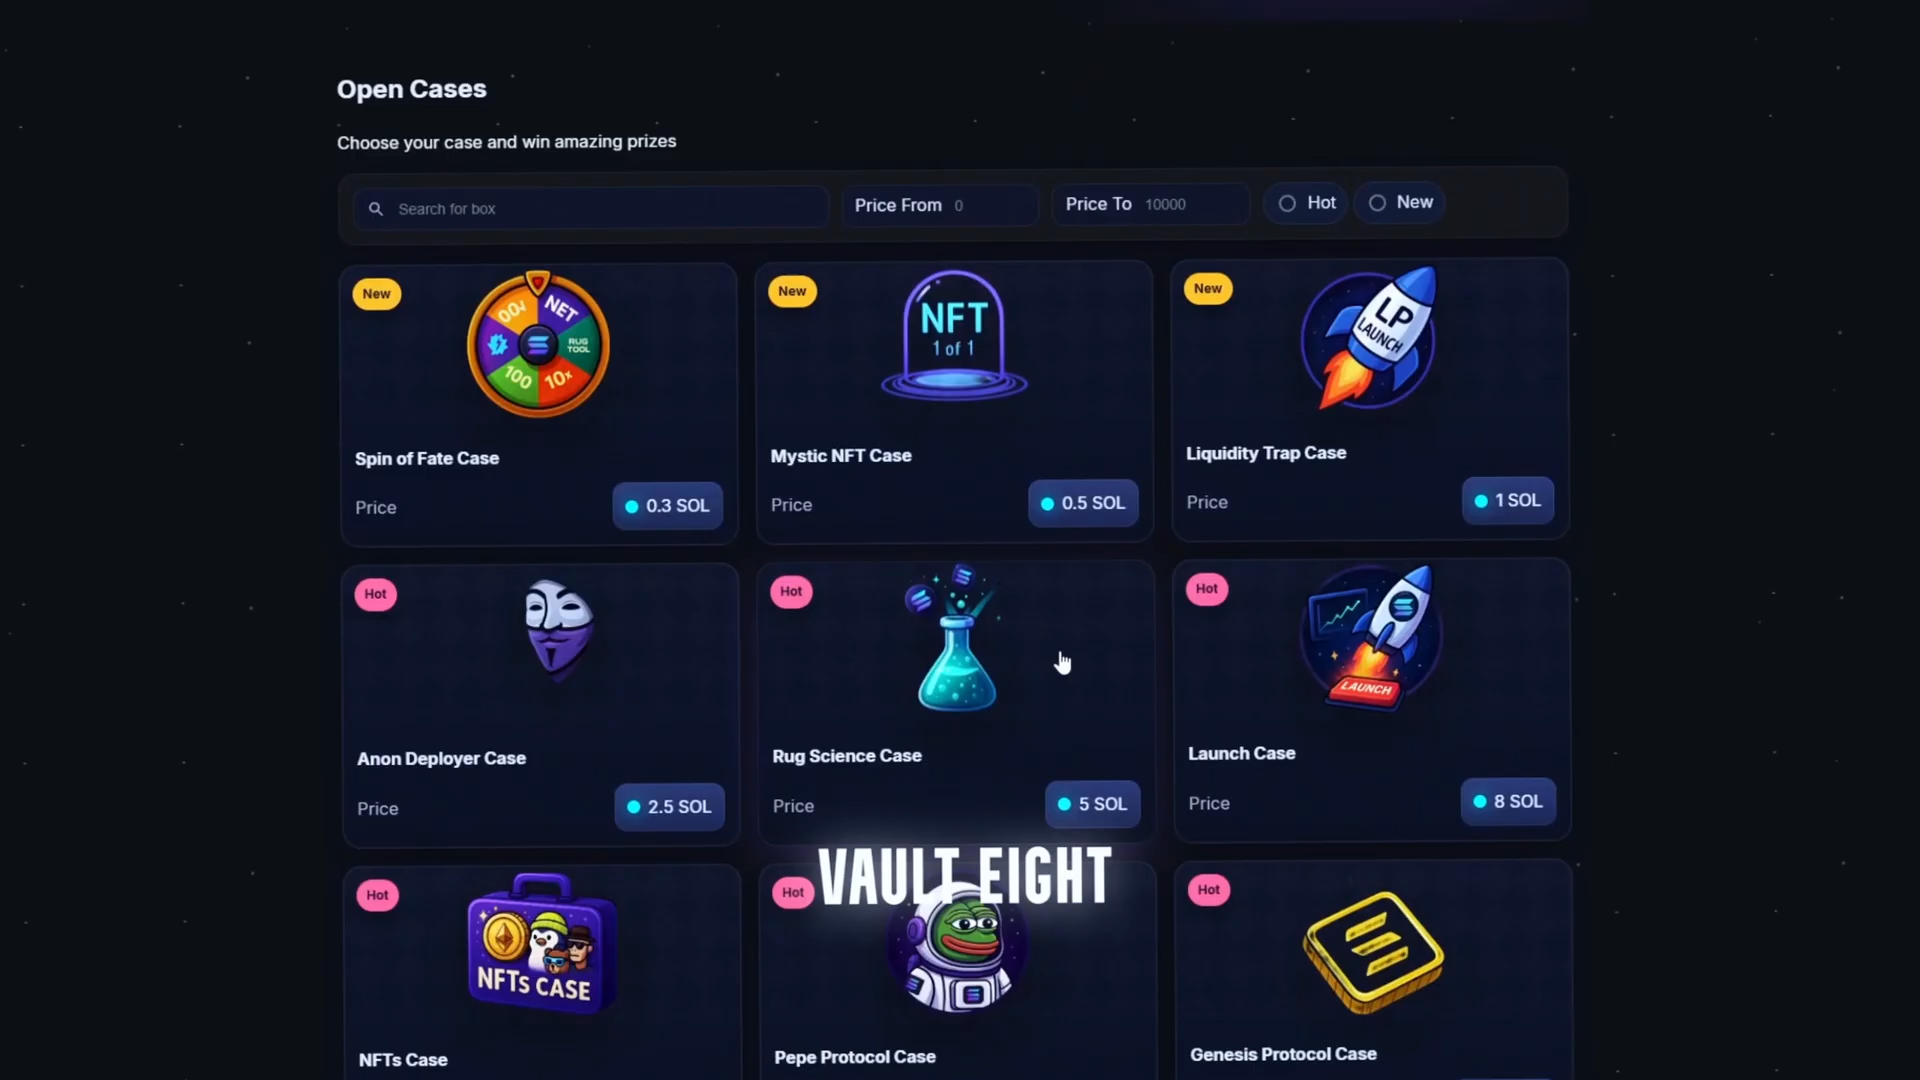 Open Cases
Choose your case and win amazing prizes
Search for box
Price From 0
Price To 10000
Hot
New
New
NFT
RUG TOOL
10x
100
Spin of Fate Case
Price
0.3 SOL
New
NFT
1 of 1
Mystic NFT Case
Price
0.5 SOL
New
LP
LAUNCH
Liquidity Trap Case
Price
1 SOL
Hot
Anon Deployer Case
Price
2.5 SOL
Hot
Rug Science Case
Price
5 SOL
Hot
LAUNCH
Launch Case
Price
8 SOL
VAULT EIGHT
Hot
NFTs CASE
NFTs Case
Hot
Pepe Protocol Case
Hot
Genesis Protocol Case